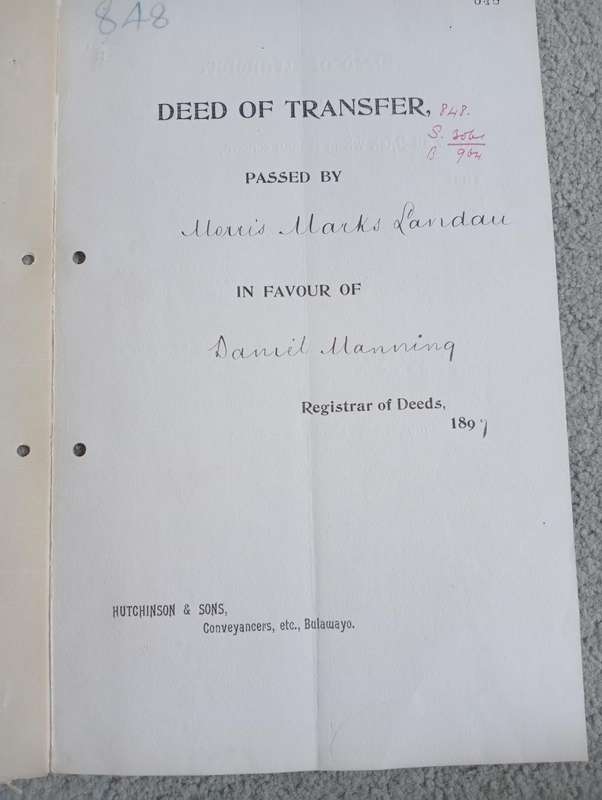 848
DEED OF TRANSFER, 848.
S.
B 904
PASSED BY
Morris Marks Landau
IN FAVOUR OF
Daniel Manning
Registrar of Deeds,
1897
HUTCHINSON & SONS,
Conveyancers, etc., Bulawayo.